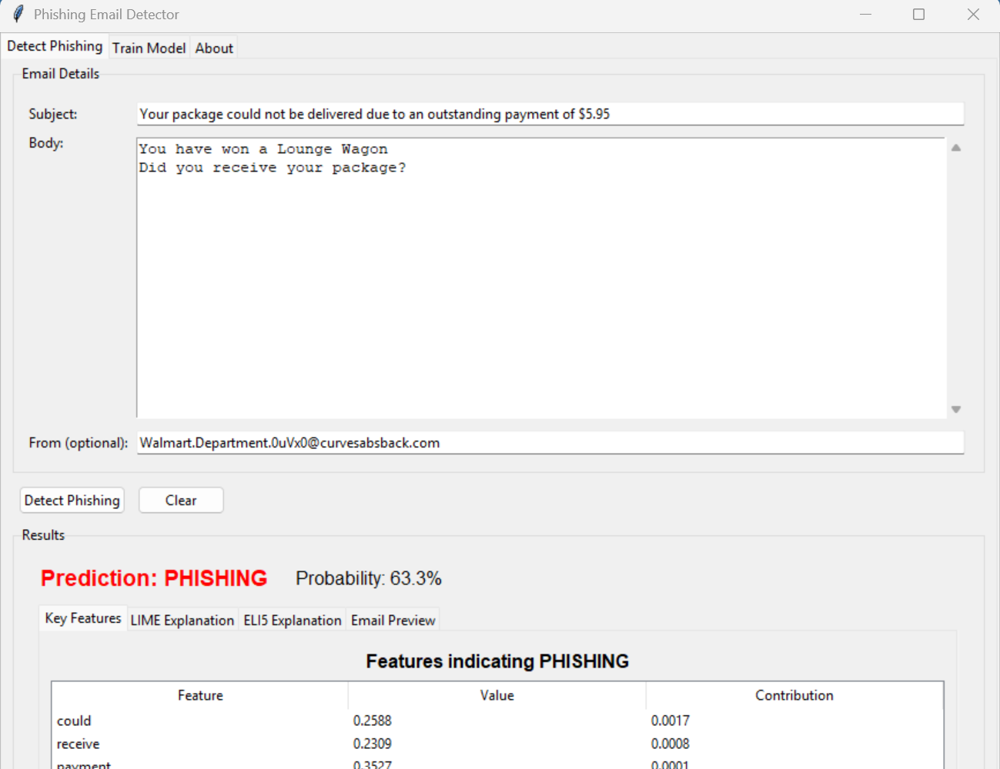 Phishing Email Detector
Detect Phishing Train Model About
Email Details
Subject: Your package could not be delivered due to an outstanding payment of $5.95
Body: You have won a Lounge Wagon
Did you receive your package?
From (optional): Walmart.Department.0uVx0@curvesabsback.com
Detect Phishing Clear
Results
Prediction: PHISHING Probability: 63.3%
Key Features LIME Explanation ELI5 Explanation Email Preview
Features indicating PHISHING
Feature Value Contribution
could 0.2588 0.0017
receive 0.2309 0.0008
payment 0.3527 0.0001